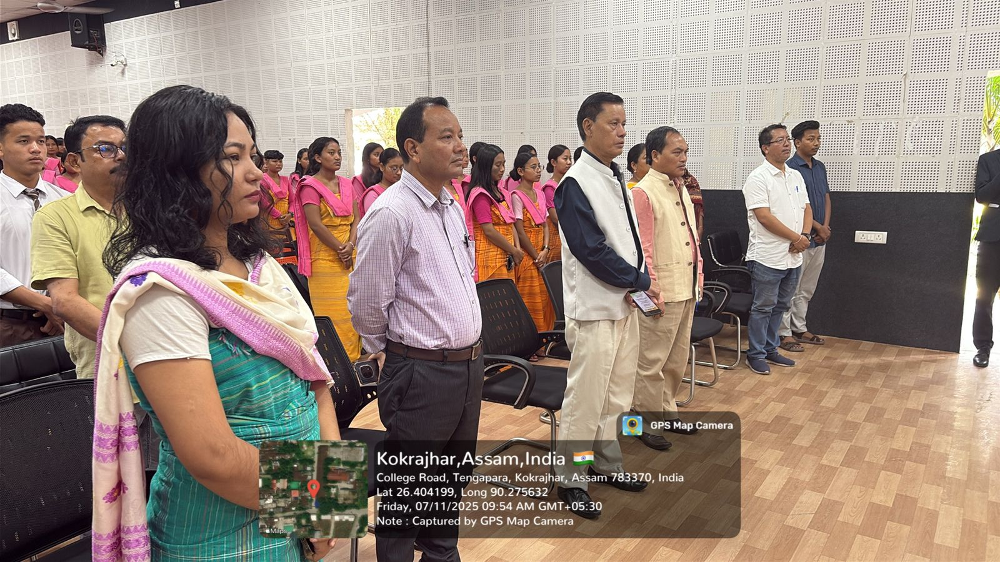 GPS Map Camera
Kokrajhar,Assam,India
College Road, Tengapara, Kokrajhar, Assam 783370, India
Lat 26.404199, Long 90.275632
Friday, 07/11/2025 09:54 AM GMT+05:30
Note : Captured by GPS Map Camera
Maps